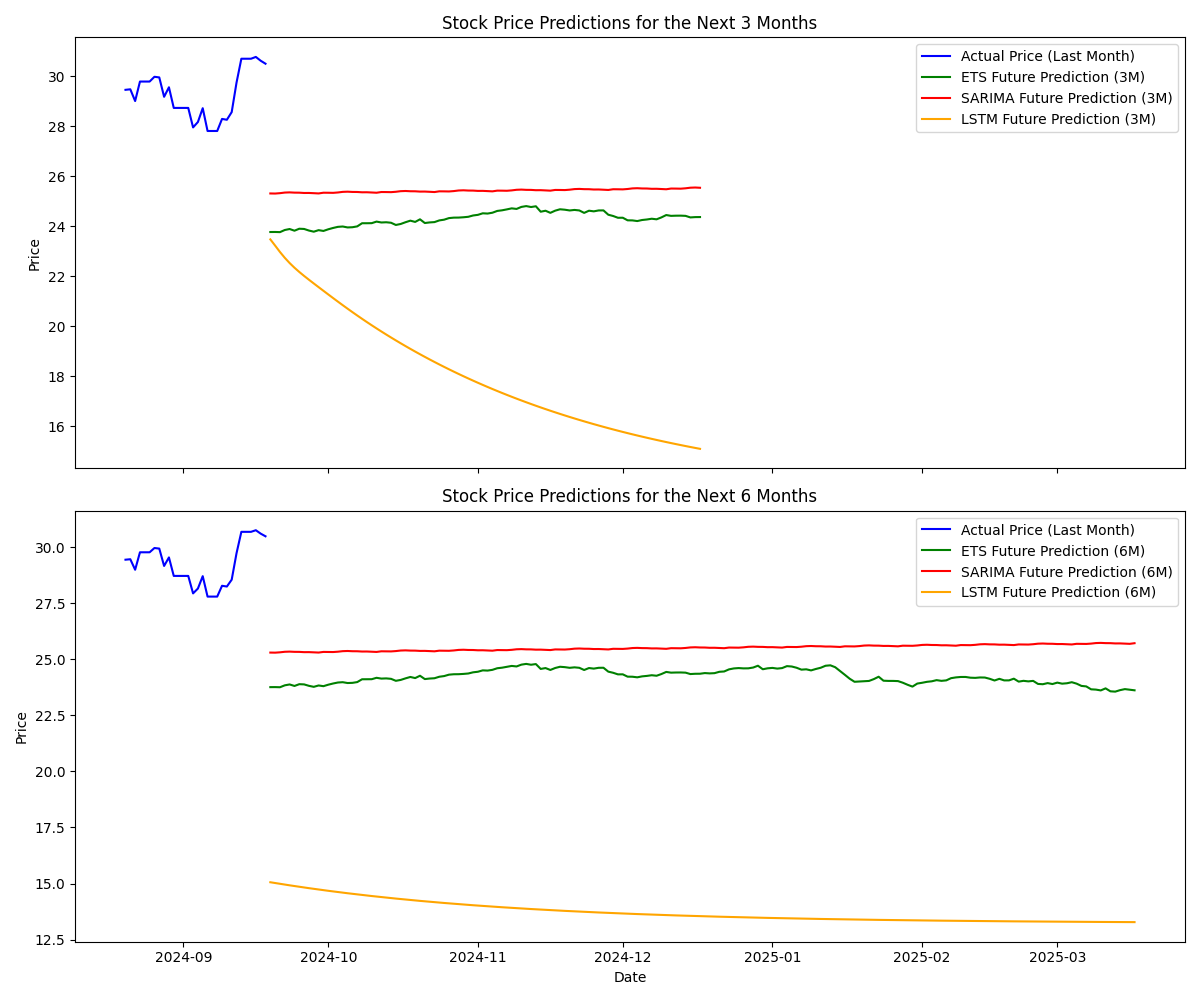 Stock Price Predictions for the Next 3 Months
Actual Price (Last Month)
ETS Future Prediction (3M)
SARIMA Future Prediction (3M)
LSTM Future Prediction (3M)
30
28
26
24
22
20
18
16
Price
Stock Price Predictions for the Next 6 Months
Actual Price (Last Month)
ETS Future Prediction (6M)
SARIMA Future Prediction (6M)
LSTM Future Prediction (6M)
30.0
27.5
25.0
22.5
20.0
17.5
15.0
12.5
Price
2024-09 2024-10 2024-11 2024-12 2025-01 2025-02 2025-03
Date